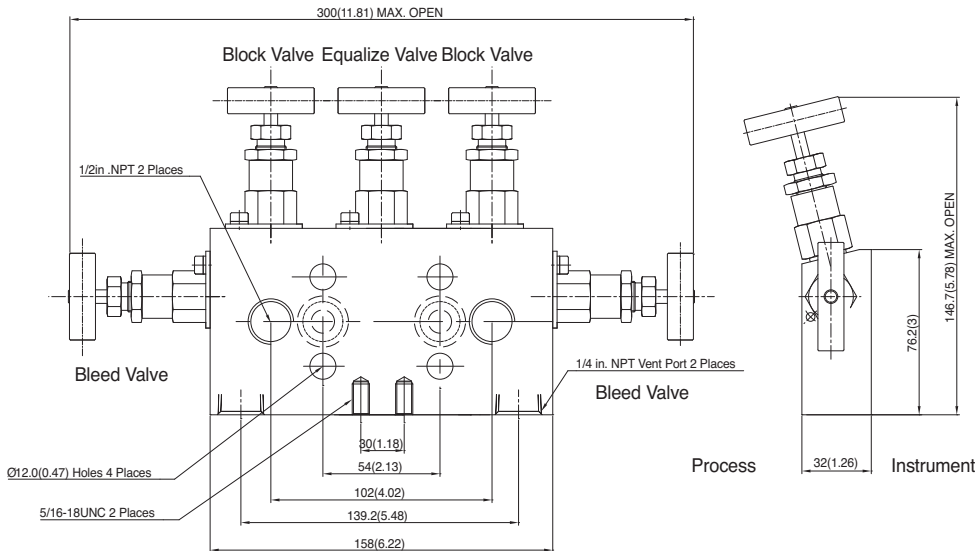 300(11.81) MAX. OPEN
Block Valve Equalize Valve Block Valve
1/2in .NPT 2 Places
146.7(5.78) MAX. OPEN
76.2(3)
Bleed Valve
1/4 in. NPT Vent Port 2 Places
Bleed Valve
30(1.18)
54(2.13)
Process
32(1.26)
Instrument
Ø12.0(0.47) Holes 4 Places
102(4.02)
5/16-18UNC 2 Places
139.2(5.48)
158(6.22)